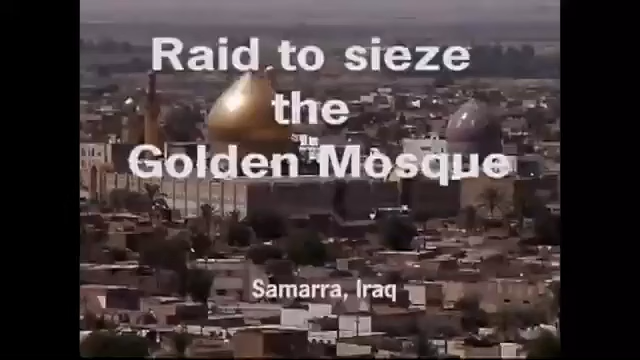 Raid to sieze
the
Golden Mosque
Samarra, Iraq